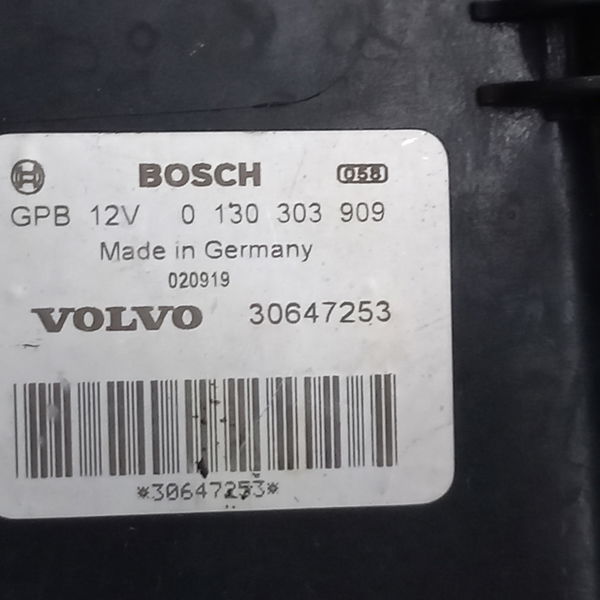 BOSCH 058
GPB 12V 0 130 303 909
Made in Germany
020919
VOLVO 30647253
*30647253*